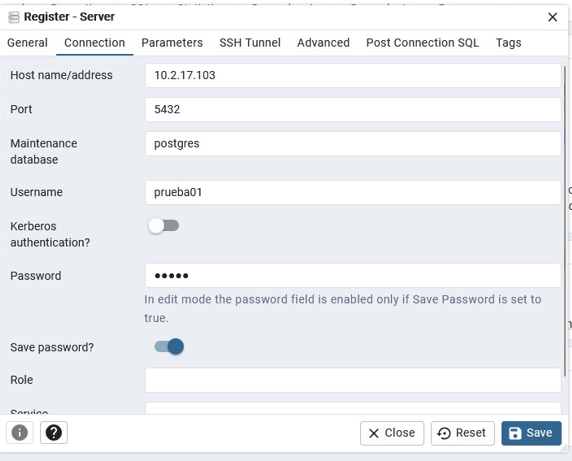 Register - Server
General Connection Parameters SSH Tunnel Advanced Post Connection SQL Tags
Host name/address 10.2.17.103
Port 5432
Maintenance database postgres
Username prueba01
Kerberos authentication?
Password •••••
In edit mode the password field is enabled only if Save Password is set to
true.
Save password?
Role
Service
Close Reset Save